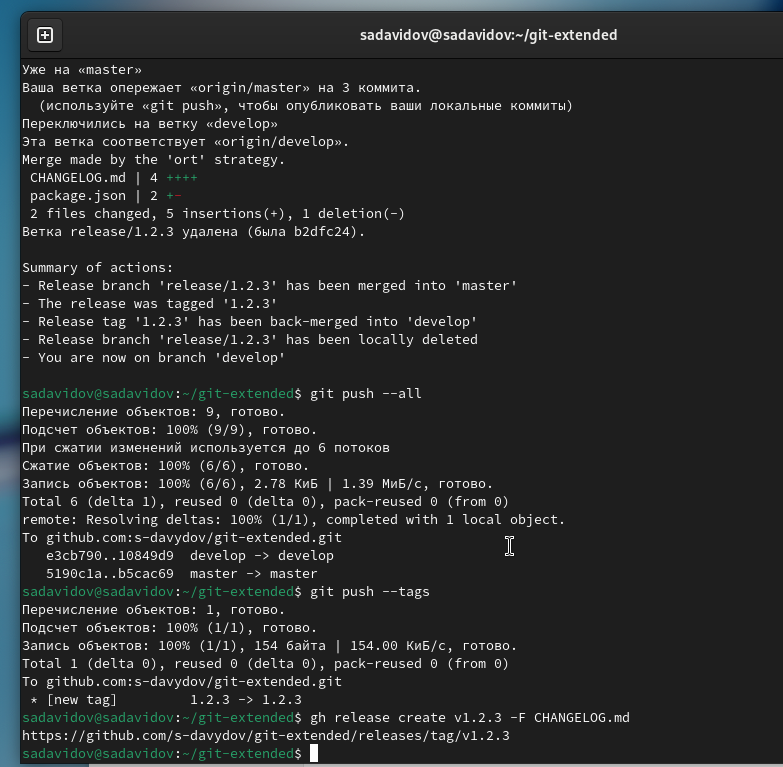 sadavidov@sadavidov:~/git-extended
Уже на «master»
Ваша ветка опережает «origin/master» на 3 коммита.
  (используйте «git push», чтобы опубликовать ваши локальные коммиты)
Переключились на ветку «develop»
Эта ветка соответствует «origin/develop».
Merge made by the 'ort' strategy.
 CHANGELOG.md | 4 ++++
 package.json | 2 +-
 2 files changed, 5 insertions(+), 1 deletion(-)
Ветка release/1.2.3 удалена (была b2dfc24).
Summary of actions:
- Release branch 'release/1.2.3' has been merged into 'master'
- The release was tagged '1.2.3'
- Release tag '1.2.3' has been back-merged into 'develop'
- Release branch 'release/1.2.3' has been locally deleted
- You are now on branch 'develop'
sadavidov@sadavidov:~/git-extended$ git push --all
Перечисление объектов: 9, готово.
Подсчет объектов: 100% (9/9), готово.
При сжатии изменений используется до 6 потоков
Сжатие объектов: 100% (6/6), готово.
Запись объектов: 100% (6/6), 2.78 КиБ | 1.39 МиБ/с, готово.
Total 6 (delta 1), reused 0 (delta 0), pack-reused 0 (from 0)
remote: Resolving deltas: 100% (1/1), completed with 1 local object.
To github.com:s-davydov/git-extended.git
   e3cb790..10849d9  develop -> develop
   5190c1a..b5cac69  master -> master
sadavidov@sadavidov:~/git-extended$ git push --tags
Перечисление объектов: 1, готово.
Подсчет объектов: 100% (1/1), готово.
Запись объектов: 100% (1/1), 154 байта | 154.00 КиБ/с, готово.
Total 1 (delta 0), reused 0 (delta 0), pack-reused 0 (from 0)
To github.com:s-davydov/git-extended.git
 * [new tag]         1.2.3 -> 1.2.3
sadavidov@sadavidov:~/git-extended$ gh release create v1.2.3 -F CHANGELOG.md
https://github.com/s-davydov/git-extended/releases/tag/v1.2.3
sadavidov@sadavidov:~/git-extended$